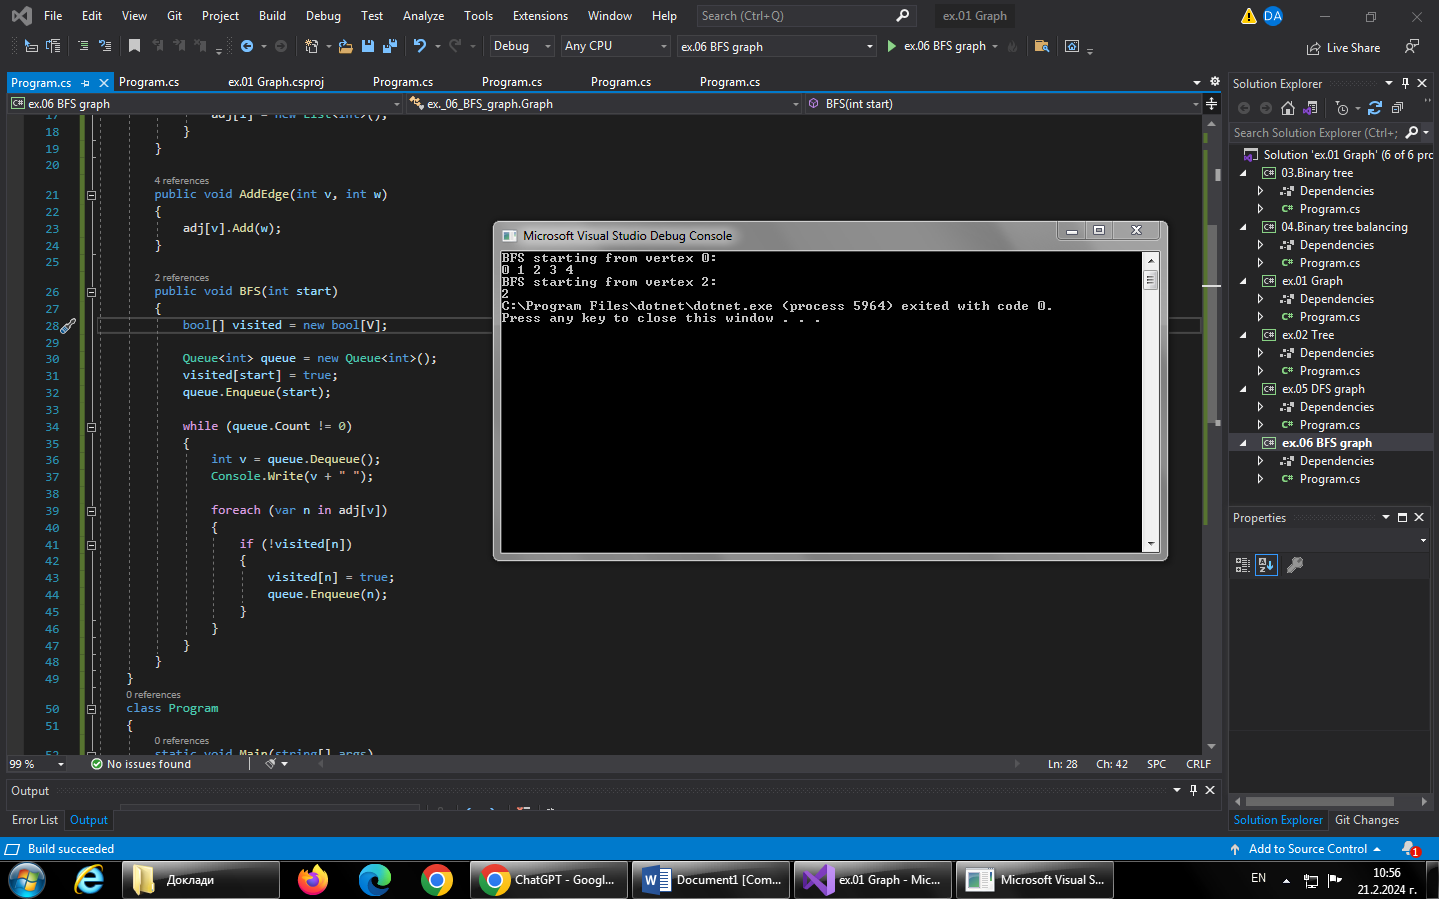 File Edit View Git Project Build Debug Test Analyze Tools Extensions Window Help Search (Ctrl+Q) ex.01 Graph DA
Debug Any CPU ex.06 BFS graph ex.06 BFS graph Live Share
Program.cs Program.cs ex.01 Graph.csproj Program.cs Program.cs Program.cs Program.cs
ex.06 BFS graph ex._06_BFS_graph.Graph BFS(int start)
17 adj[i] = new List<int>();
18 }
19 }
20
4 references
21 public void AddEdge(int v, int w)
22 {
23 adj[v].Add(w);
24 }
25
2 references
26 public void BFS(int start)
27 {
28 bool[] visited = new bool[V];
29
30 Queue<int> queue = new Queue<int>();
31 visited[start] = true;
32 queue.Enqueue(start);
33
34 while (queue.Count != 0)
35 {
36 int v = queue.Dequeue();
37 Console.Write(v + " ");
38
39 foreach (var n in adj[v])
40 {
41 if (!visited[n])
42 {
43 visited[n] = true;
44 queue.Enqueue(n);
45 }
46 }
47 }
48 }
49 }
0 references
50 class Program
51 {
0 references
52 static void Main(string[] args)
Microsoft Visual Studio Debug Console
BFS starting from vertex 0:
0 1 2 3 4
BFS starting from vertex 2:
2
C:\Program Files\dotnet\dotnet.exe (process 5964) exited with code 0.
Press any key to close this window . . .
Solution Explorer
Search Solution Explorer (Ctrl+;
Solution 'ex.01 Graph' (6 of 6 pro
03.Binary tree
Dependencies
C# Program.cs
04.Binary tree balancing
Dependencies
C# Program.cs
ex.01 Graph
Dependencies
C# Program.cs
ex.02 Tree
Dependencies
C# Program.cs
ex.05 DFS graph
Dependencies
C# Program.cs
ex.06 BFS graph
Dependencies
C# Program.cs
Properties
99 % No issues found Ln: 28 Ch: 42 SPC CRLF
Output
Error List Output
Solution Explorer Git Changes
Build succeeded Add to Source Control 1
Доклади ChatGPT - Googl... Document1 [Com... ex.01 Graph - Mic... Microsoft Visual S... EN 10:56
21.2.2024 г.